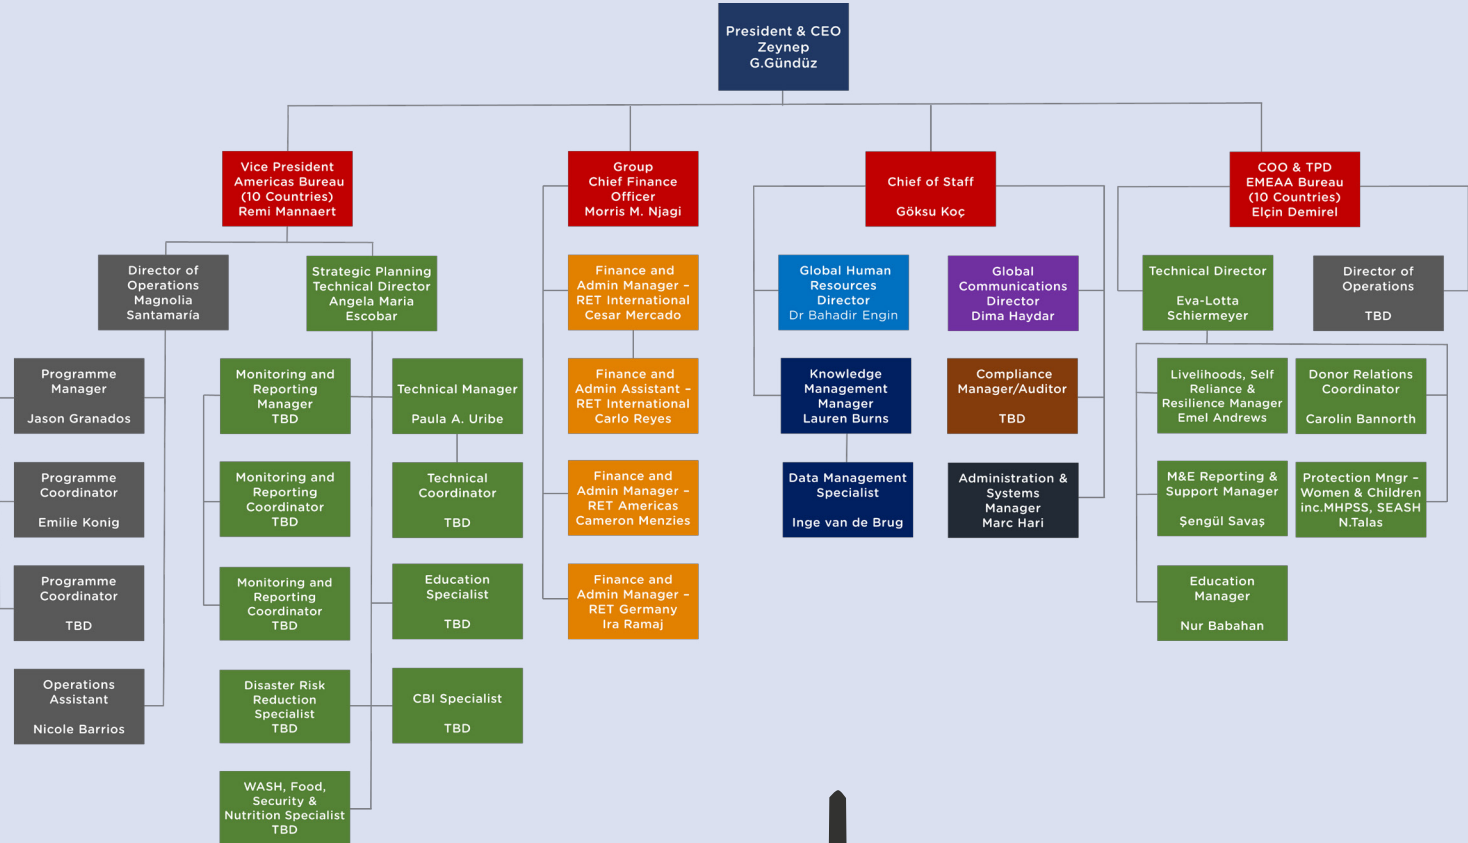 President & CEO
Zeynep
G.Gündüz
Vice President
Americas Bureau
(10 Countries)
Remi Mannaert
Group
Chief Finance
Officer
Morris M. Njagi
Chief of Staff
Göksu Koç
COO & TPD
EMEAA Bureau
(10 Countries)
Elçin Demirel
Director of
Operations
Magnolia
Santamaría
Strategic Planning
Technical Director
Angela Maria
Escobar
Finance and
Admin Manager –
RET International
Cesar Mercado
Global Human
Resources
Director
Dr Bahadir Engin
Global
Communications
Director
Dima Haydar
Technical Director
Eva-Lotta
Schiermeyer
Director of
Operations
TBD
Programme
Manager
Jason Granados
Monitoring and
Reporting
Manager
TBD
Technical Manager
Paula A. Uribe
Finance and
Admin Assistant –
RET International
Carlo Reyes
Knowledge
Management
Manager
Lauren Burns
Compliance
Manager/Auditor
TBD
Livelihoods, Self
Reliance &
Resilience Manager
Emel Andrews
Donor Relations
Coordinator
Carolin Bannorth
Programme
Coordinator
Emilie Konig
Monitoring and
Reporting
Coordinator
TBD
Technical
Coordinator
TBD
Finance and
Admin Manager –
RET Americas
Cameron Menzies
Data Management
Specialist
Inge van de Brug
Administration &
Systems
Manager
Marc Hari
M&E Reporting &
Support Manager
Şengül Savaş
Protection Mngr –
Women & Children
inc.MHPSS, SEASH
N.Talas
Programme
Coordinator
TBD
Monitoring and
Reporting
Coordinator
TBD
Education
Specialist
TBD
Finance and
Admin Manager –
RET Germany
Ira Ramaj
Education
Manager
Nur Babahan
Operations
Assistant
Nicole Barrios
Disaster Risk
Reduction
Specialist
TBD
CBI Specialist
TBD
WASH, Food,
Security &
Nutrition Specialist
TBD